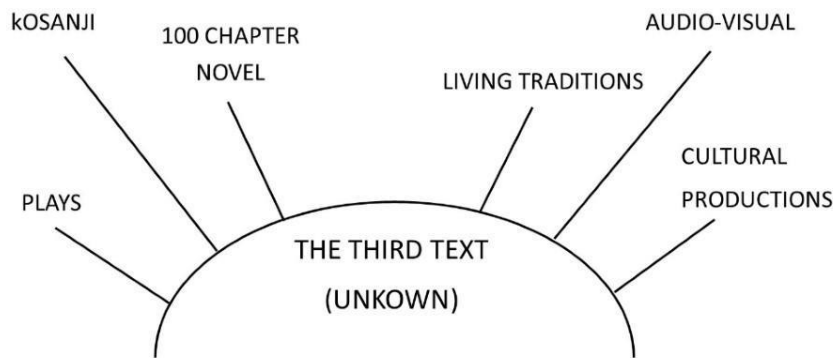 kOSANJI
100 CHAPTER
NOVEL
AUDIO-VISUAL
LIVING TRADITIONS
CULTURAL
PRODUCTIONS
PLAYS
THE THIRD TEXT
(UNKOWN)